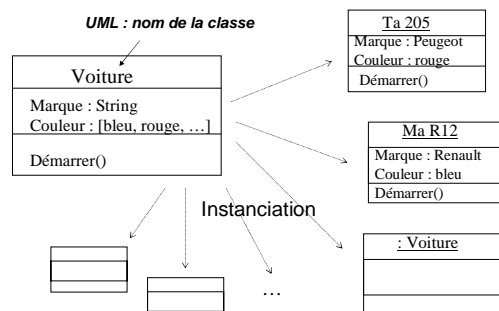 UML : nom de la classe
Voiture
Marque : String
Couleur : [bleu, rouge, …]
Démarrer()
Ta 205
Marque : Peugeot
Couleur : rouge
Démarrer()
Ma R12
Marque : Renault
Couleur : bleu
Démarrer()
Instanciation
: Voiture
…